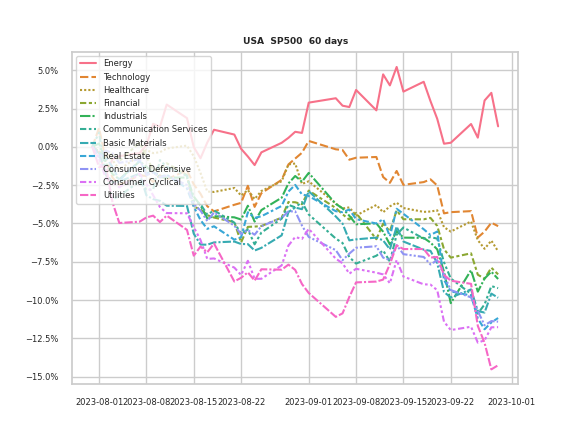 USA SP500 60 days
5.0%
2.5%
0.0%
−2.5%
−5.0%
−7.5%
−10.0%
−12.5%
−15.0%
Energy
Technology
Healthcare
Financial
Industrials
Communication Services
Basic Materials
Real Estate
Consumer Defensive
Consumer Cyclical
Utilities
2023-08-01 2023-08-08 2023-08-15 2023-08-22 2023-09-01 2023-09-08 2023-09-15 2023-09-22 2023-10-01